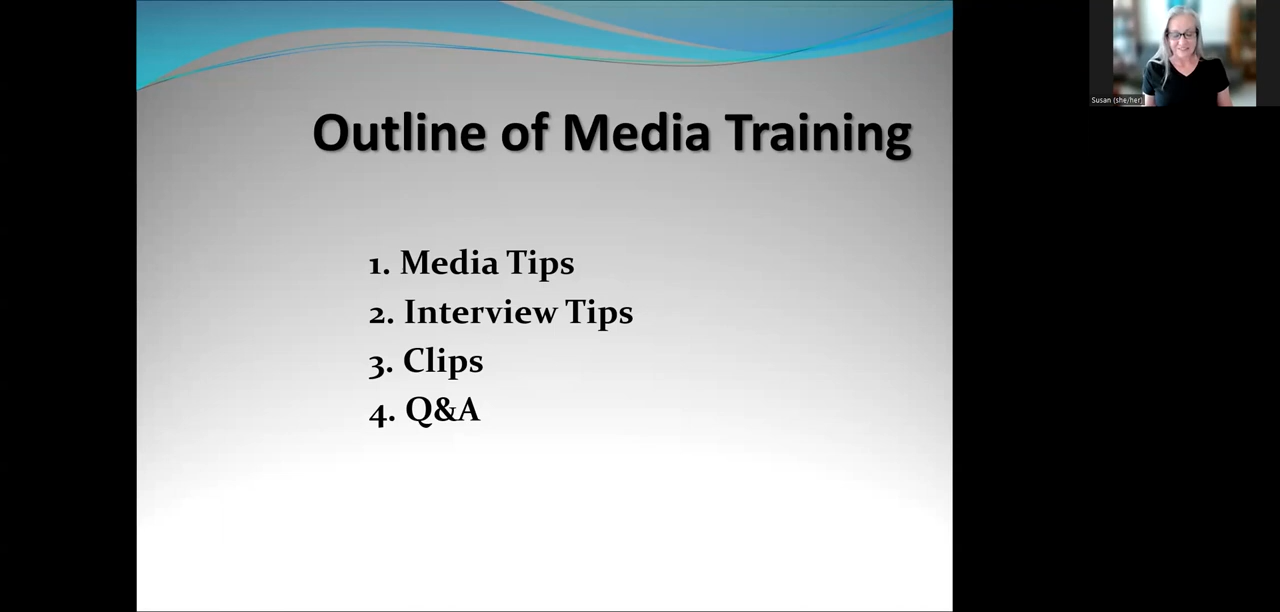 Outline of Media Training
1. Media Tips
2. Interview Tips
3. Clips
4. Q&A
Susan (she/her)